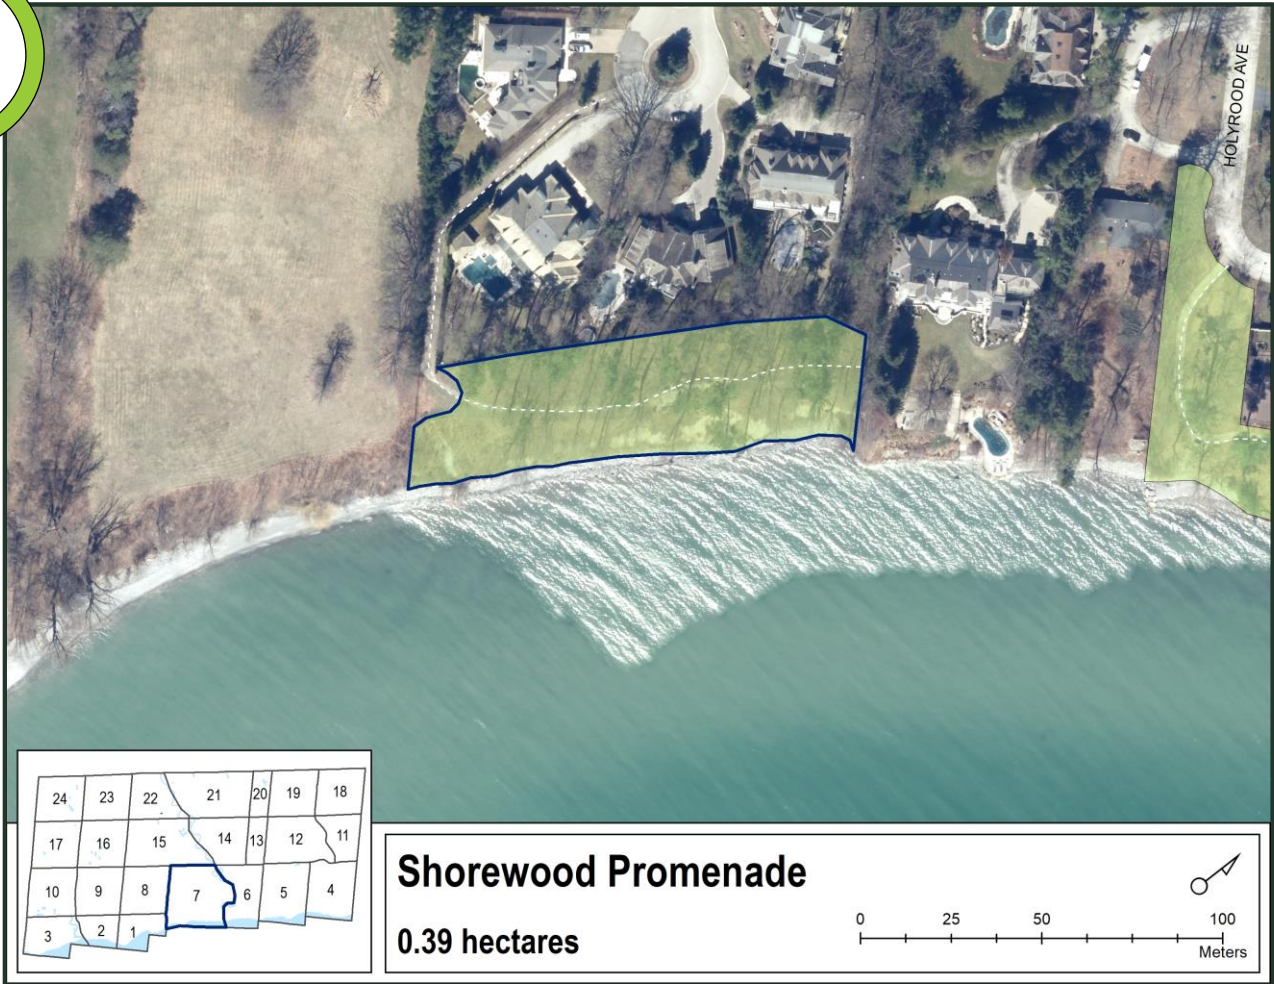 HOLYROOD AVE
24 23 22 21 20 19 18
17 16 15 14 13 12 11
10 9 8 7 6 5 4
3 2 1
Shorewood Promenade
0.39 hectares
0 25 50 100
Meters